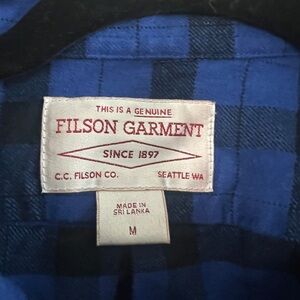 THIS IS A GENUINE
FILSON GARMENT
SINCE 1897
C.C. FILSON CO. SEATTLE WA
MADE IN
SRI LANKA
M